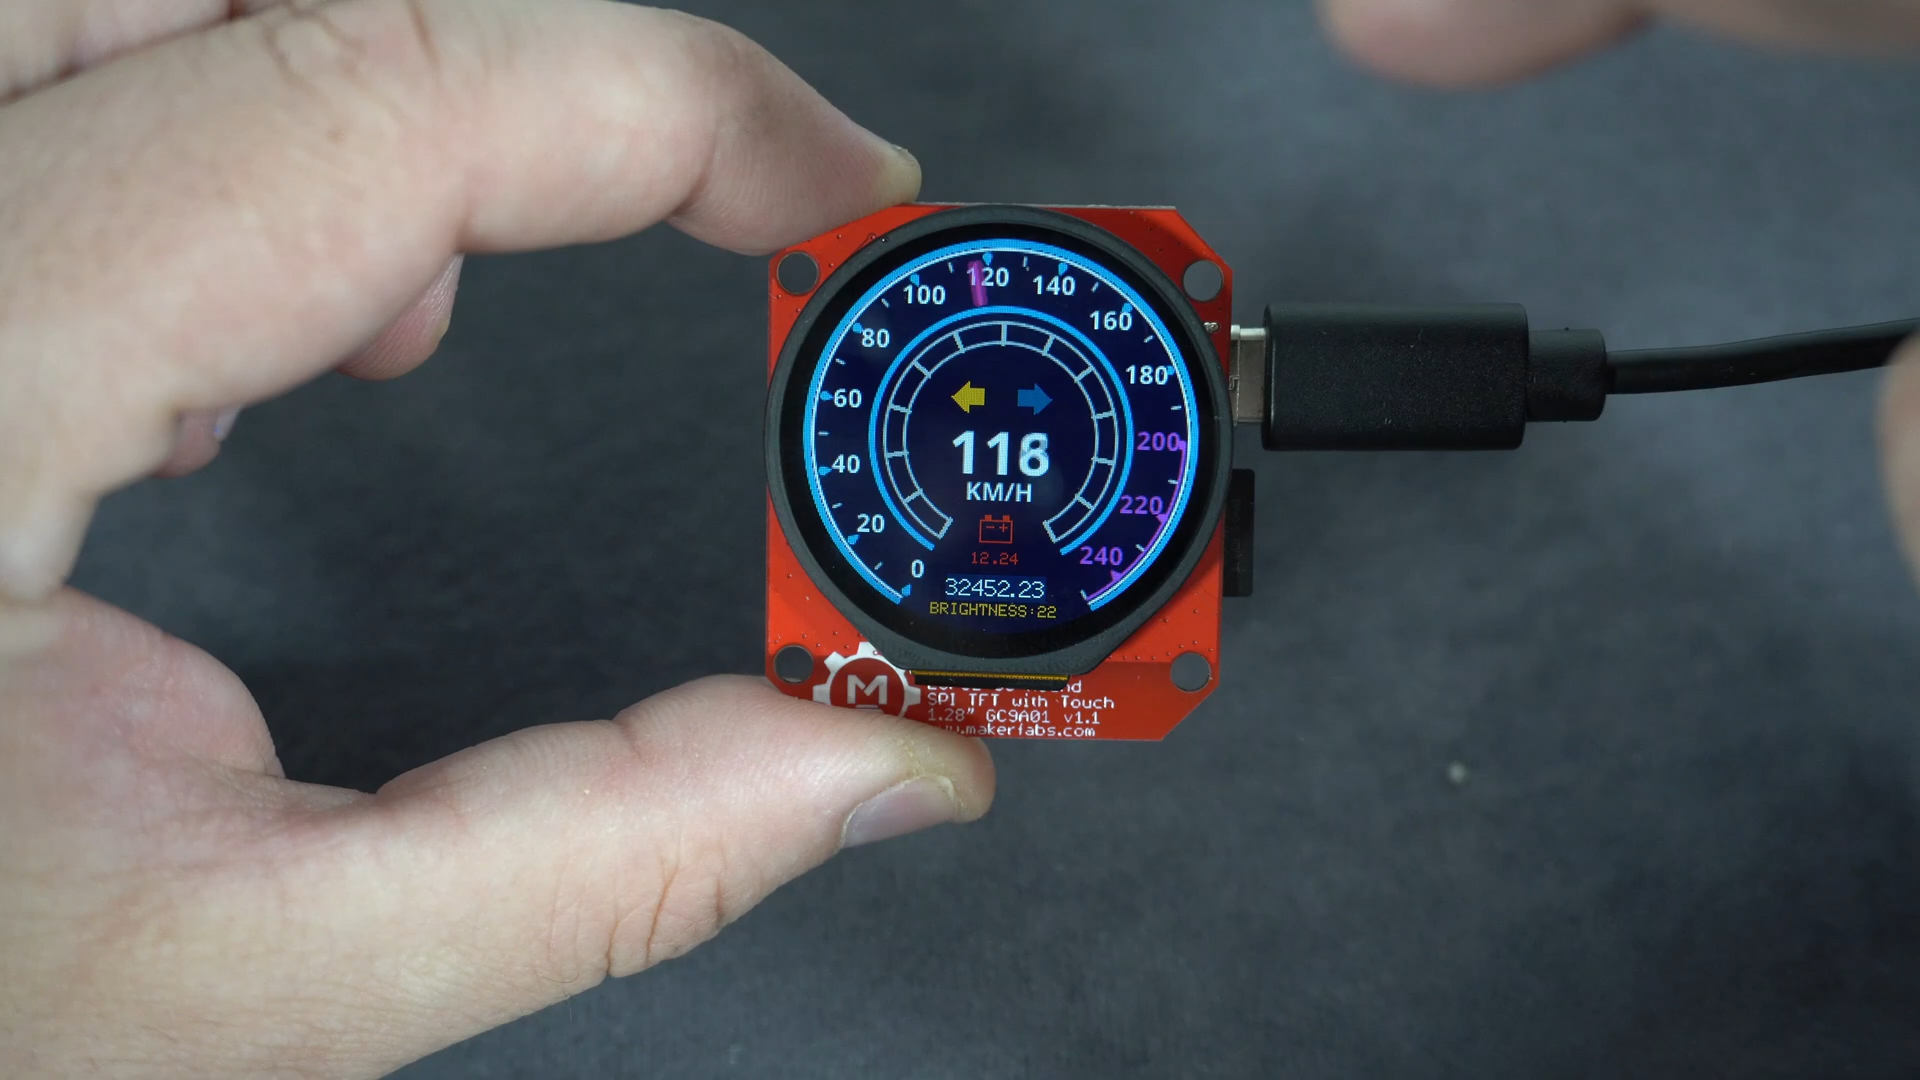 0
20
40
60
80
100
120
140
160
180
200
220
240
118
KM/H
12.24
32452.23
BRIGHTNESS:22
M
SPI TFT with Touch
1.28" GC9A01 v1.1
.makerfabs.com